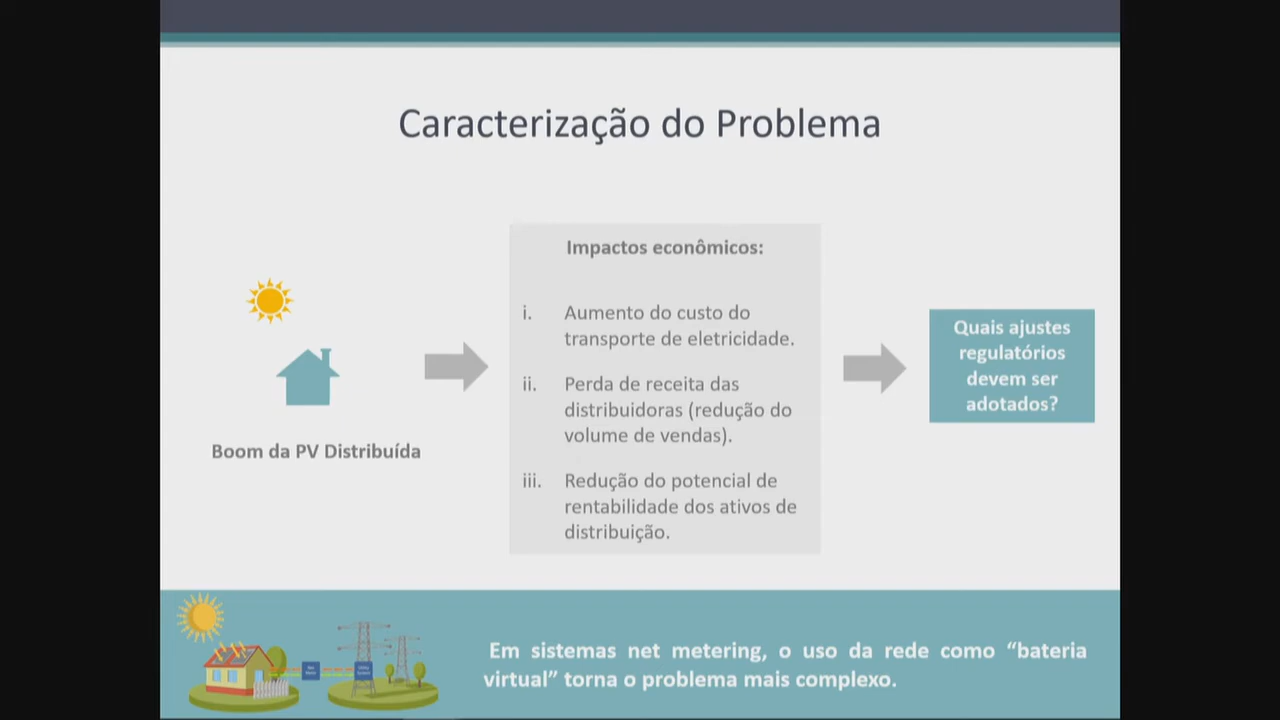 Caracterização do Problema
Impactos econômicos:
i. Aumento do custo do
transporte de eletricidade.
ii. Perda de receita das
distribuidoras (redução do
volume de vendas).
iii. Redução do potencial de
rentabilidade dos ativos de
distribuição.
Boom da PV Distribuída
Quais ajustes
regulatórios
devem ser
adotados?
Em sistemas net metering, o uso da rede como “bateria
virtual” torna o problema mais complexo.